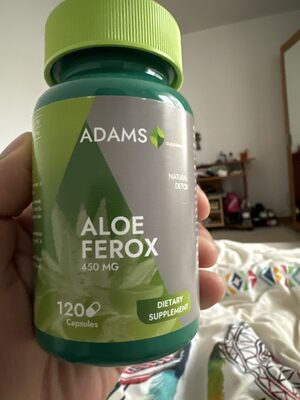 ADAMS
NATURAL
DETOX
ALOE
FEROX
450 MG
120
Capsules
DIETARY
SUPPLEMENT